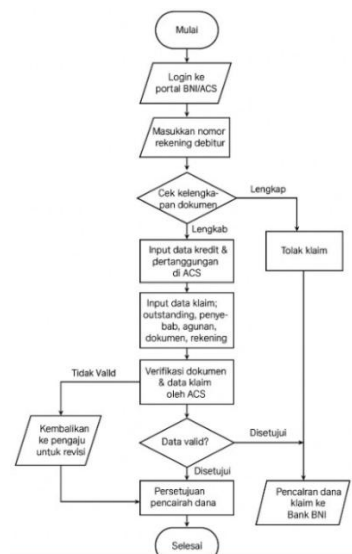 Mulai
Login ke
portal BNI/ACS
Masukkan nomor
rekening debitur
Cek kelengka-
pan dokumen
Lengkap
Lengkab
Input data kredit &
pertanggungan
di ACS
Tolak klaim
Input data klaim;
outstanding, penye-
bab, agunan,
dokumen, rekening
Tidak Valld
Verifikasi dokumen
& data klaim
oleh ACS
Kembalikan
ke pengaju
untuk revisi
Data valid?
Disetujui
Disetujui
Persetujuan
pencairah dana
Pencalran dana
klaim ke
Bank BNI
Selesai